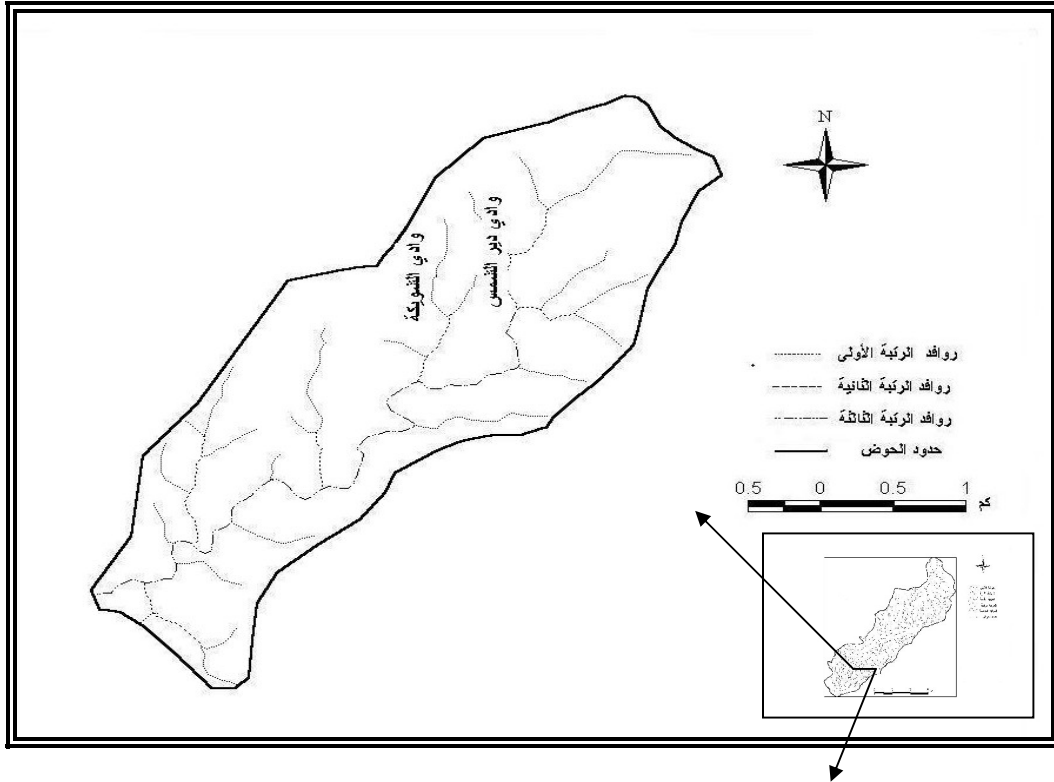 N
وادي دير الشمس
وادي الشويكة
روافد الرتبة الأولى
روافد الرتبة الثانية
روافد الرتبة الثالثة
حدود الحوض
0.5 0 0.5 1
كم